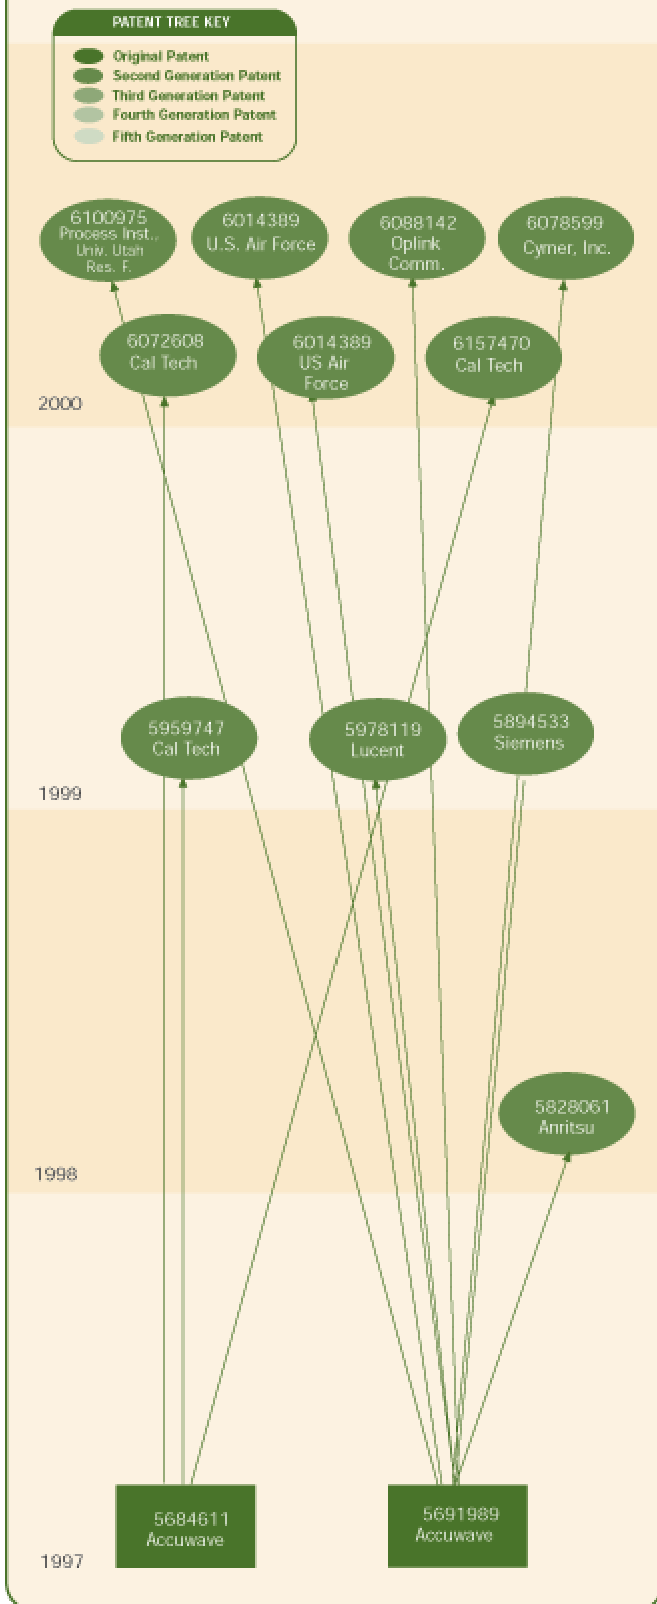 PATENT TREE KEY
Original Patent
Second Generation Patent
Third Generation Patent
Fourth Generation Patent
Fifth Generation Patent
6100975
Process Inst.,
Univ. Utah
Res. F.
6014389
U.S. Air Force
6088142
Oplink
Comm.
6078599
Cymer, Inc.
6072608
Cal Tech
6014389
US Air
Force
6157470
Cal Tech
2000
5959747
Cal Tech
5978119
Lucent
5894533
Siemens
1999
5828061
Anritsu
1998
5684611
Accuwave
5691989
Accuwave
1997